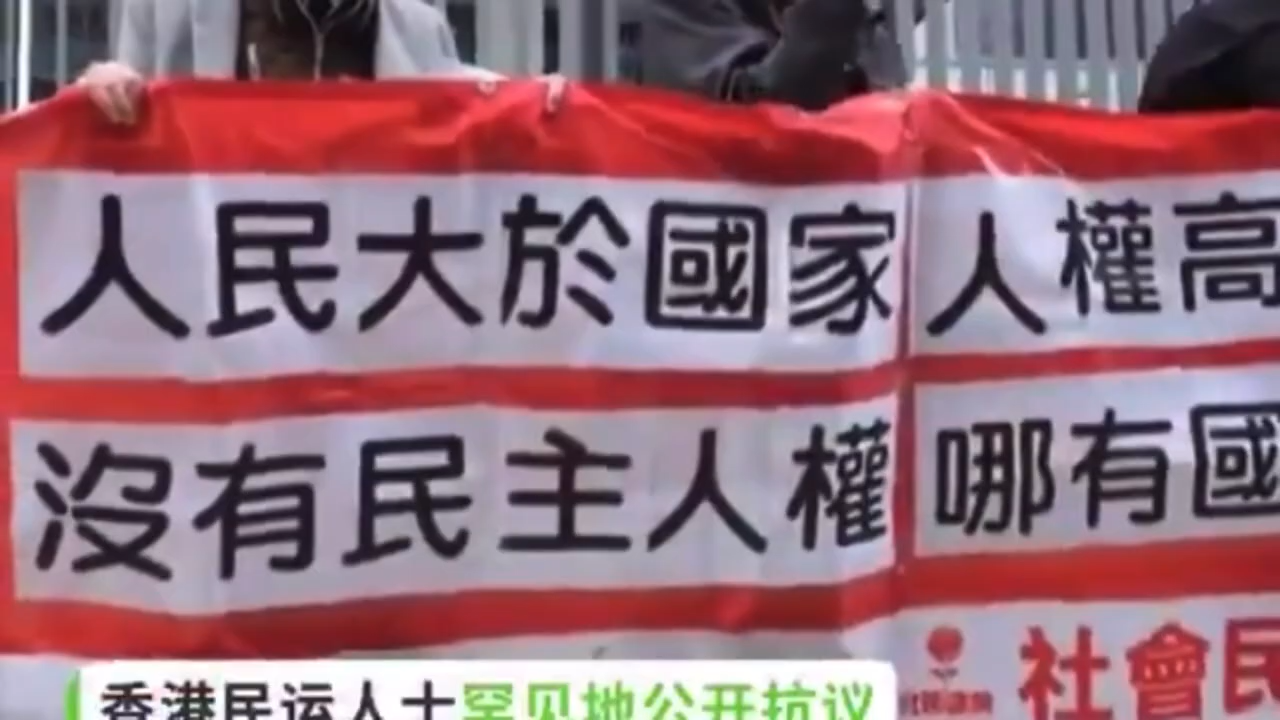 人民大於國家 人權高
沒有民主人權 哪有國
社會民
香港民运人士罕见地公开抗议